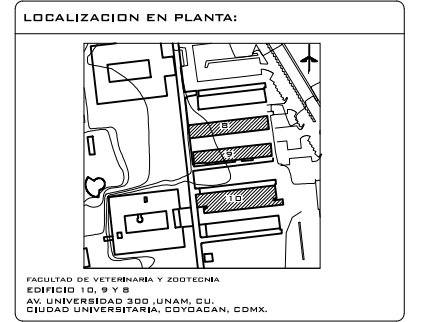 LOCALIZACION EN PLANTA:
8
9
10
FACULTAD DE VETERINARIA Y ZOOTECNIA
EDIFICIO 10, 9 Y 8
AV. UNIVERSIDAD 300 ,UNAM, CU.
CIUDAD UNIVERSITARIA, COYOACAN, CDMX.